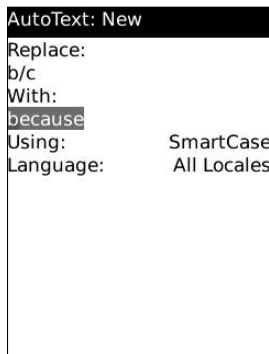 AutoText: New
Replace:
b/c
With:
because
Using: SmartCase
Language: All Locales